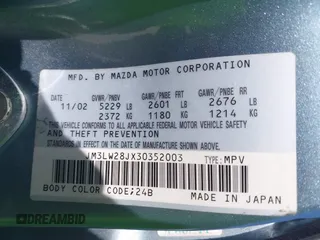 MFD. BY MAZDA MOTOR CORPORATION
GVWR/PNBV GAWR/PNBE FRT GAWR/PNBE RR
11/02 5229 LB 2601 LB 2676 LB
2372 KG 1180 KG 1214 KG
THIS VEHICLE CONFORMS TO ALL APPLICABLE
FEDERAL MOTOR VEHICLE SAFETY, BUMPER,
AND THEFT PREVENTION
STANDARDS IN EFFECT ON THE DATE OF MANUFACTURE SHOWN ABOVE.
JM3LW28JX30352003 TYPE: MPV
BODY COLOR CODE: 24B
MADE IN JAPAN
DREAMBID